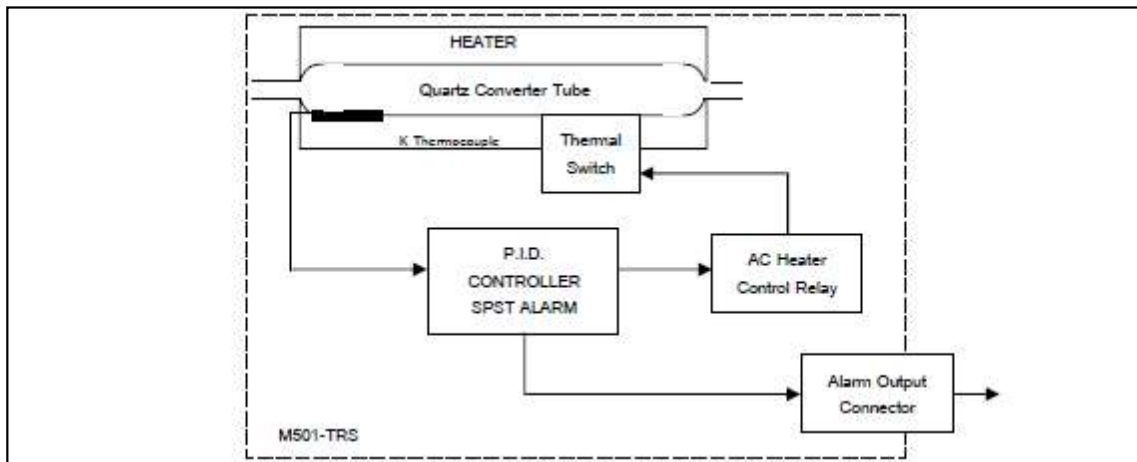 HEATER
Quartz Converter Tube
K Thermocouple
Thermal
Switch
P.I.D.
CONTROLLER
SPST ALARM
AC Heater
Control Relay
Alarm Output
Connector
M501-TRS